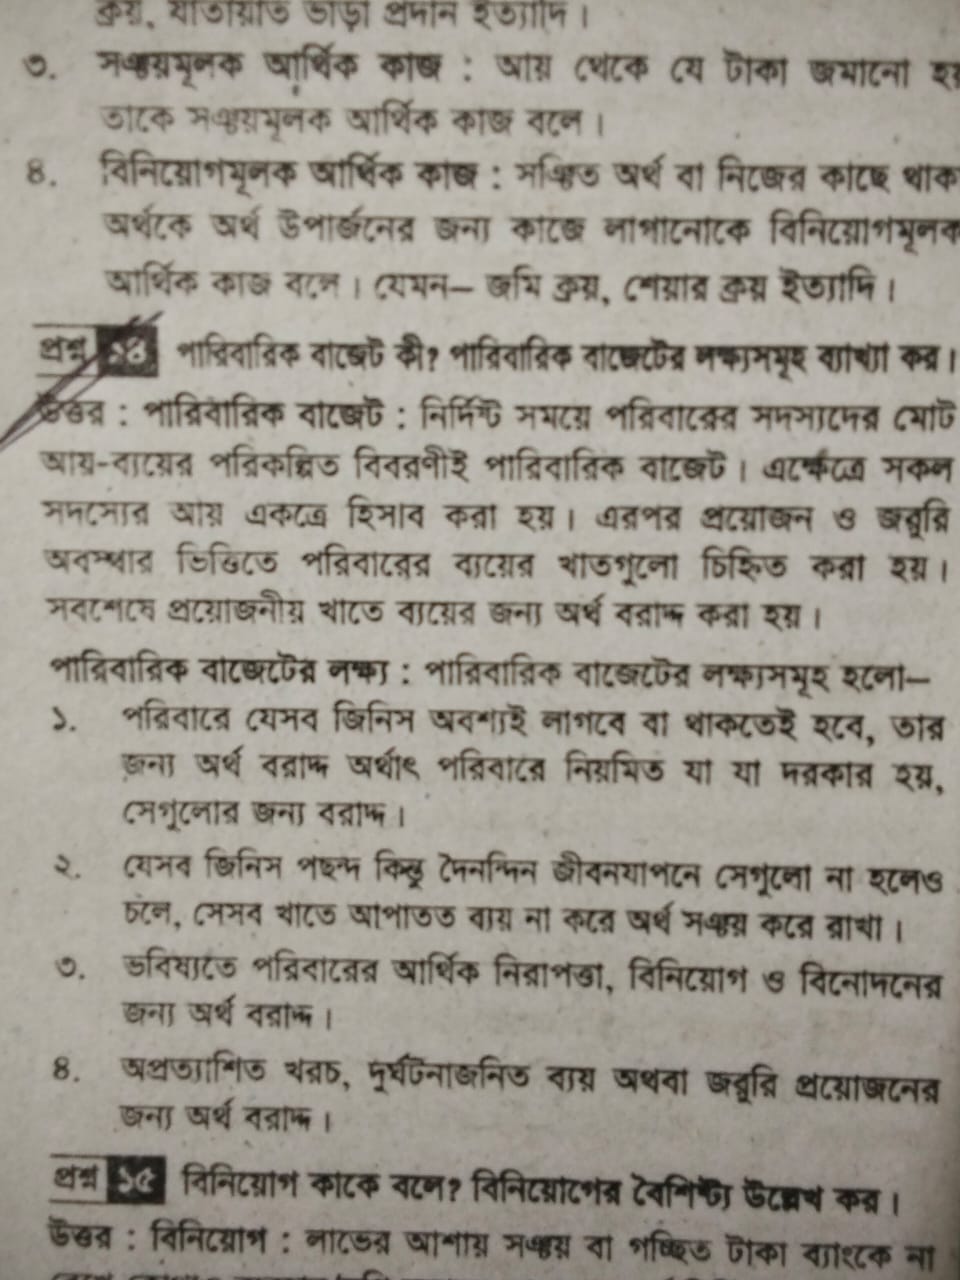 ক্রয়, যাতায়াত ভাড়া প্রদান ইত্যাদি।
৩. সঞ্চয়মূলক আর্থিক কাজ : আয় থেকে যে টাকা জমানো হয়
তাকে সঞ্চয়মূলক আর্থিক কাজ বলে।
৪. বিনিয়োগমূলক আর্থিক কাজ : সঞ্চিত অর্থ বা নিজের কাছে থাক
অর্থকে অর্থ উপার্জনের জন্য কাজে লাগানোকে বিনিয়োগমূলক
আর্থিক কাজ বলে। যেমন– জমি ক্রয়, শেয়ার ক্রয় ইত্যাদি।
প্রশ্ন ১৪ পারিবারিক বাজেট কী? পারিবারিক বাজেটের লক্ষ্যসমূহ ব্যাখ্যা কর।
উত্তর : পারিবারিক বাজেট : নির্দিষ্ট সময়ে পরিবারের সদস্যদের মোট
আয়-ব্যয়ের পরিকল্পিত বিবরণীই পারিবারিক বাজেট। এক্ষেত্রে সকল
সদস্যের আয় একত্রে হিসাব করা হয়। এরপর প্রয়োজন ও জরুরি
অবস্থার ভিত্তিতে পরিবারের ব্যয়ের খাতগুলো চিহ্নিত করা হয়।
সবশেষে প্রয়োজনীয় খাতে ব্যয়ের জন্য অর্থ বরাদ্দ করা হয়।
পারিবারিক বাজেটের লক্ষ্য : পারিবারিক বাজেটের লক্ষ্যসমূহ হলো–
১. পরিবারে যেসব জিনিস অবশ্যই লাগবে বা থাকতেই হবে, তার
জন্য অর্থ বরাদ্দ অর্থাৎ পরিবারে নিয়মিত যা যা দরকার হয়,
সেগুলোর জন্য বরাদ্দ।
২. যেসব জিনিস পছন্দ কিন্তু দৈনন্দিন জীবনযাপনে সেগুলো না হলেও
চলে, সেসব খাতে আপাতত ব্যয় না করে অর্থ সঞ্চয় করে রাখা।
৩. ভবিষ্যতে পরিবারের আর্থিক নিরাপত্তা, বিনিয়োগ ও বিনোদনের
জন্য অর্থ বরাদ্দ।
৪. অপ্রত্যাশিত খরচ, দুর্ঘটনাজনিত ব্যয় অথবা জরুরি প্রয়োজনের
জন্য অর্থ বরাদ্দ।
প্রশ্ন ১৫ বিনিয়োগ কাকে বলে? বিনিয়োগের বৈশিষ্ট্য উল্লেখ কর।
উত্তর : বিনিয়োগ : লাভের আশায় সঞ্চয় বা গচ্ছিত টাকা ব্যাংকে না